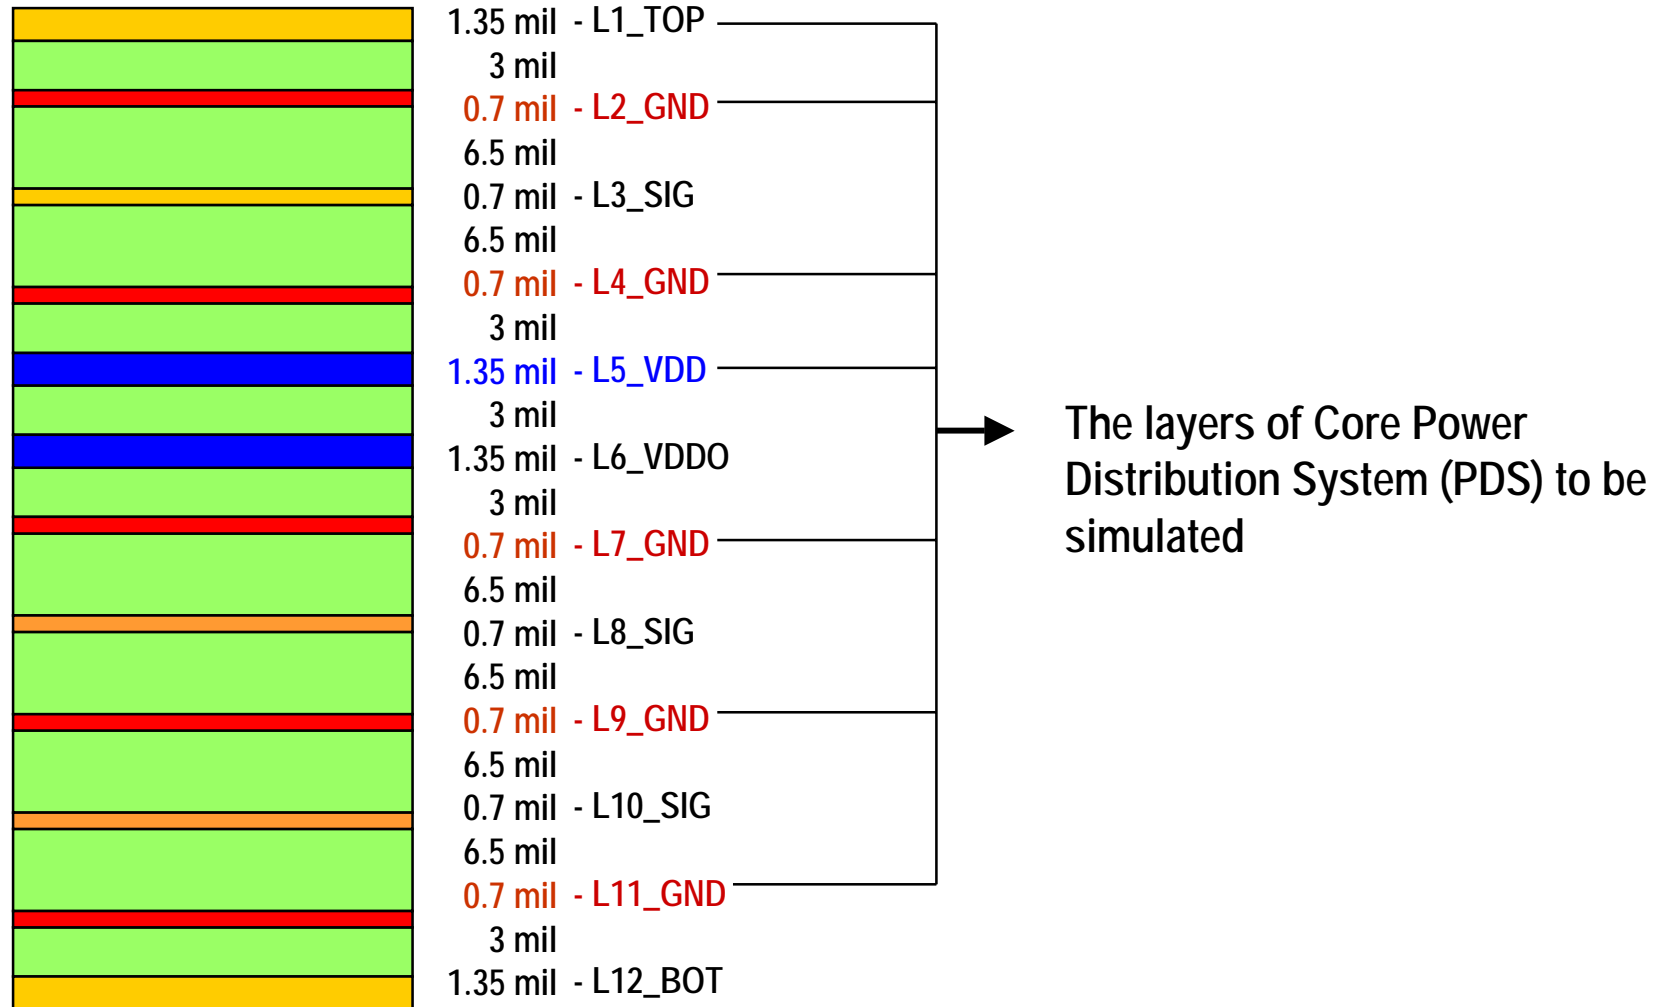 1.35 mil - L1_TOP
3 mil
0.7 mil - L2_GND
6.5 mil
0.7 mil - L3_SIG
6.5 mil
0.7 mil - L4_GND
3 mil
1.35 mil - L5_VDD
3 mil
1.35 mil - L6_VDDO
3 mil
0.7 mil - L7_GND
6.5 mil
0.7 mil - L8_SIG
6.5 mil
0.7 mil - L9_GND
6.5 mil
0.7 mil - L10_SIG
6.5 mil
0.7 mil - L11_GND
3 mil
1.35 mil - L12_BOT
The layers of Core Power
Distribution System (PDS) to be
simulated